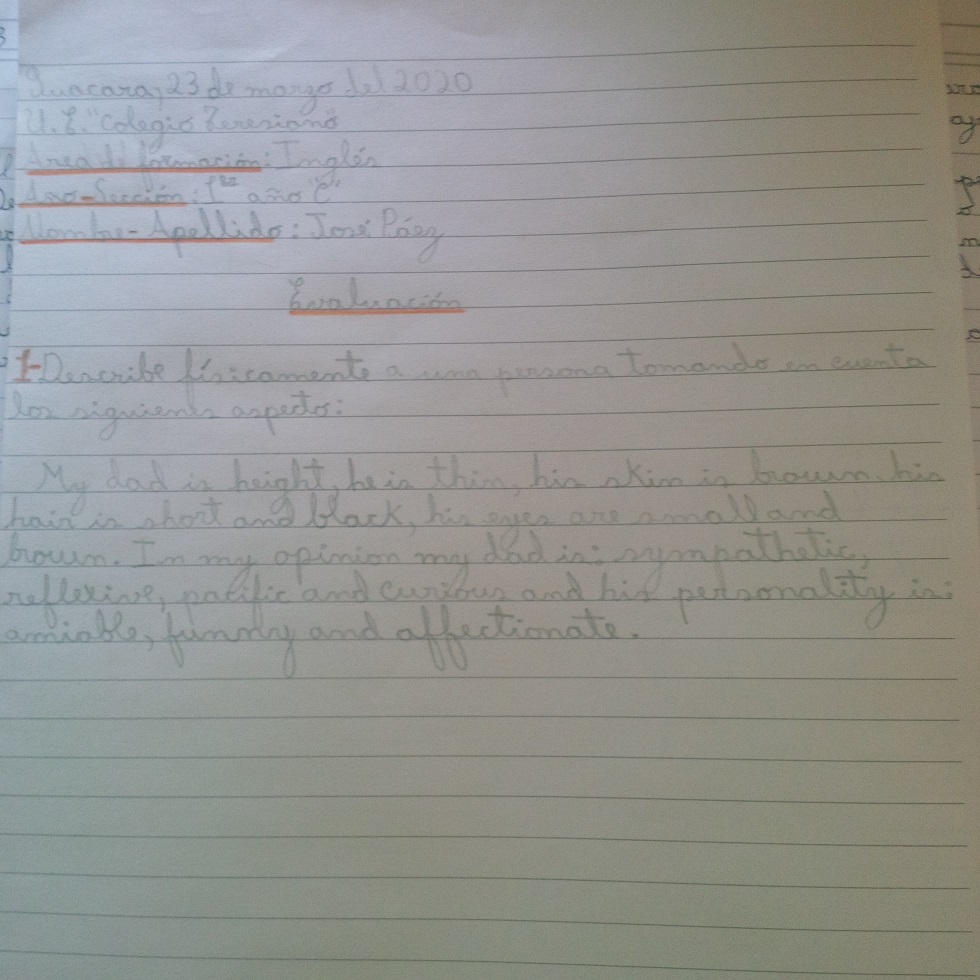 Guacara, 23 de marzo del 2020
U.E. "Colegio Teresiano"
Area de formación: Inglés
Ano-Sección: 1er año "C"
Nombre-Apellido: José Páez
Evaluación
1-Describe físicamente a una persona tomando en cuenta
los siguients aspecto:
My dad is height, he is thin, his skin is brown. his
hair is short and black, his eyes are small and
brown. In my opinion my dad is: sympathetic,
reflexive, pacific and curious and his personality is:
amiable, funny and affectionate.